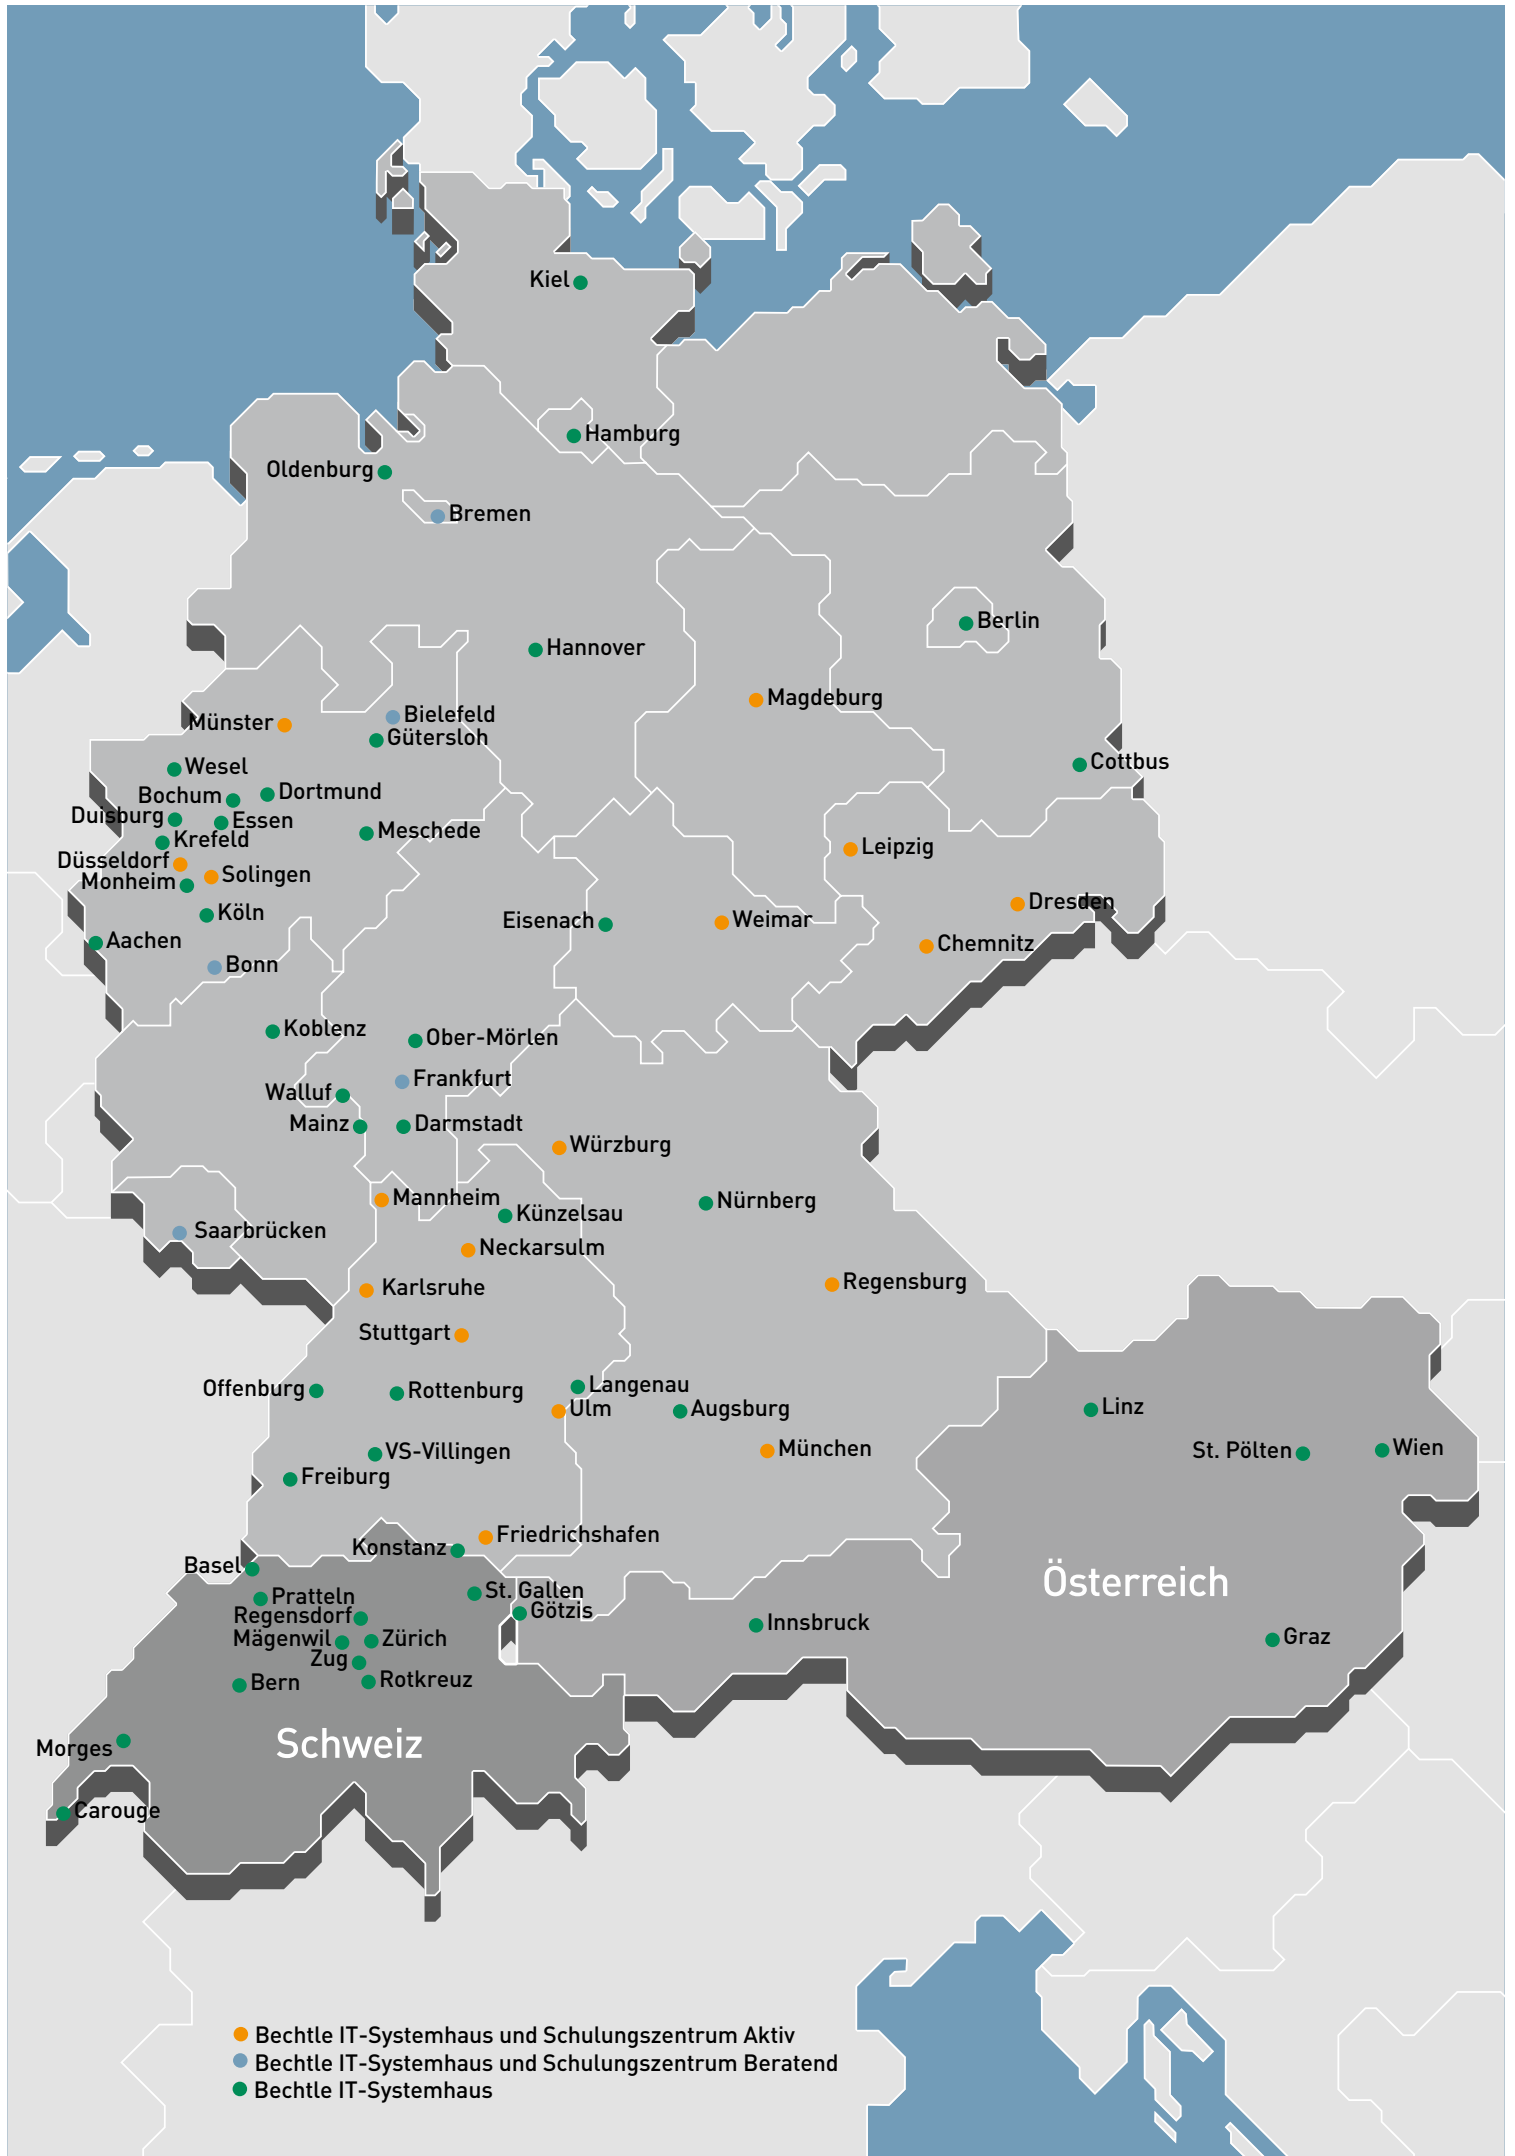 Kiel
Hamburg
Oldenburg
Bremen
Berlin
Hannover
Magdeburg
Bielefeld
Münster
Gütersloh
Cottbus
Wesel
Dortmund
Bochum
Duisburg
Essen
Meschede
Krefeld
Leipzig
Düsseldorf
Solingen
Monheim
Dresden
Köln
Eisenach
Weimar
Aachen
Chemnitz
Bonn
Koblenz
Ober-Mörlen
Frankfurt
Walluf
Mainz
Darmstadt
Würzburg
Mannheim
Nürnberg
Künzelsau
Saarbrücken
Neckarsulm
Regensburg
Karlsruhe
Stuttgart
Langenau
Offenburg
Rottenburg
Ulm
Augsburg
Linz
München
VS-Villingen
St. Pölten
Wien
Freiburg
Friedrichshafen
Konstanz
Basel
Österreich
St. Gallen
Pratteln
Götzis
Regensdorf
Innsbruck
Mägenwil
Zürich
Graz
Zug
Rotkreuz
Bern
Schweiz
Morges
Carouge
Bechtle IT-Systemhaus und Schulungszentrum Aktiv
Bechtle IT-Systemhaus und Schulungszentrum Beratend
Bechtle IT-Systemhaus